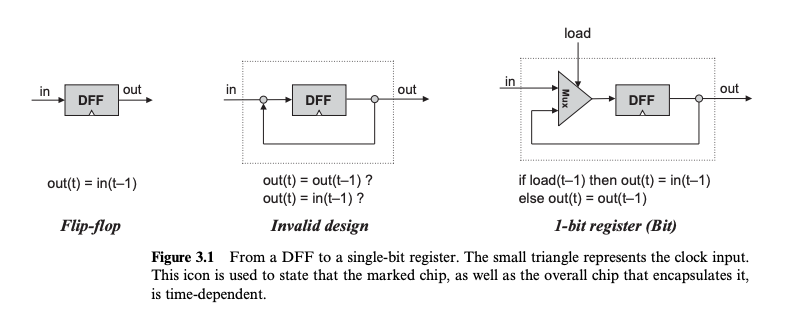 in
DFF
out
out(t) = in(t–1)
Flip-flop
in
DFF
out
out(t) = out(t–1) ?
out(t) = in(t–1) ?
Invalid design
load
in
Mux
DFF
out
if load(t–1) then out(t) = in(t–1)
else out(t) = out(t–1)
1-bit register (Bit)
Figure 3.1 From a DFF to a single-bit register. The small triangle represents the clock input.
This icon is used to state that the marked chip, as well as the overall chip that encapsulates it,
is time-dependent.